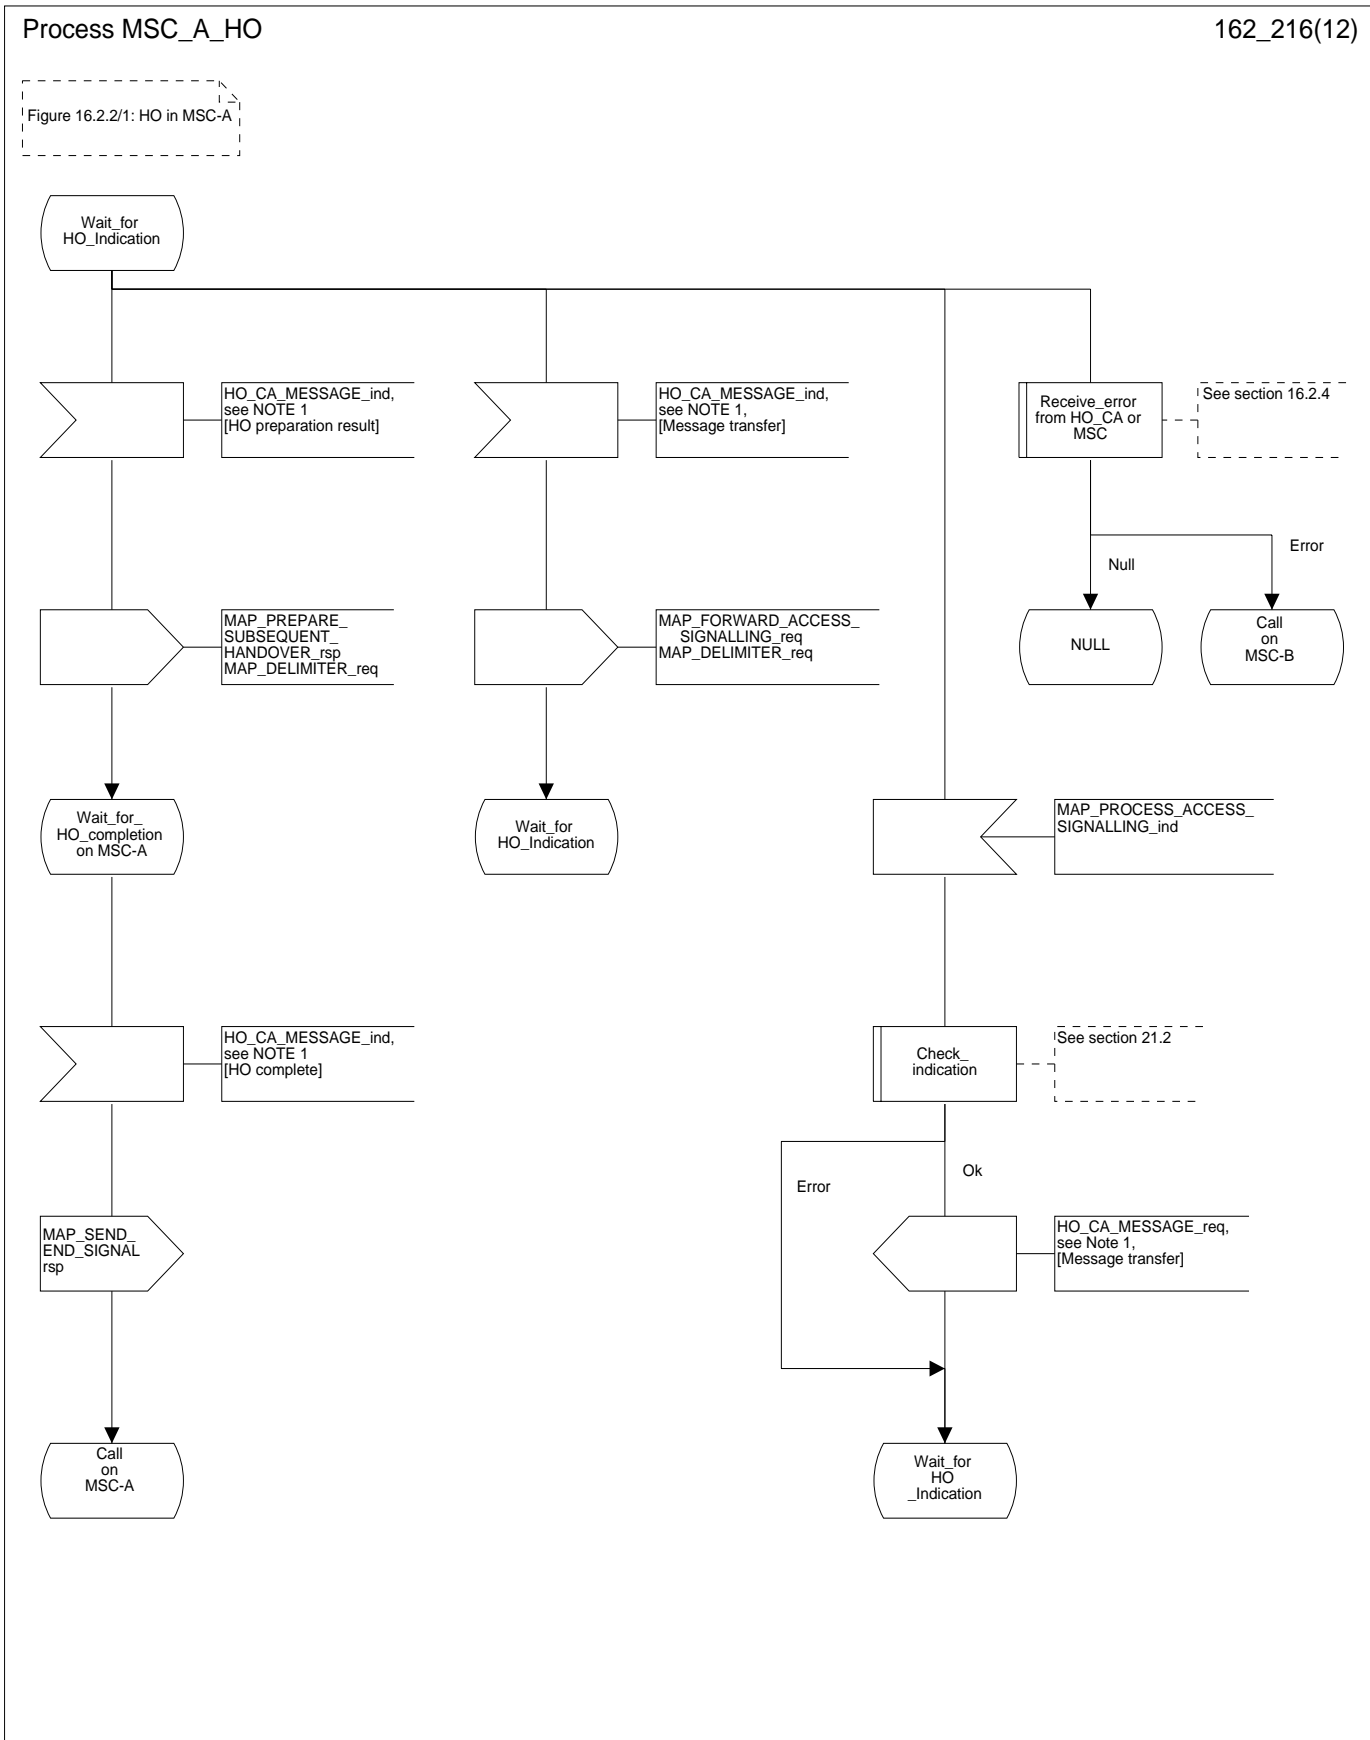 Process MSC_A_HO
162_216(12)
Figure 16.2.2/1: HO in MSC-A
Wait_for
HO_Indication
HO_CA_MESSAGE_ind,
see NOTE 1
[HO preparation result]
HO_CA_MESSAGE_ind,
see NOTE 1,
[Message transfer]
Receive_error
from HO_CA or
MSC
See section 16.2.4
Null
Error
MAP_PREPARE_
SUBSEQUENT_
HANDOVER_rsp
MAP_DELIMITER_req
MAP_FORWARD_ACCESS_
SIGNALLING_req
MAP_DELIMITER_req
NULL
Call
on
MSC-B
Wait_for_
HO_completion
on MSC-A
Wait_for
HO_Indication
MAP_PROCESS_ACCESS_
SIGNALLING_ind
HO_CA_MESSAGE_ind,
see NOTE 1
[HO complete]
Check_
indication
See section 21.2
Error
Ok
MAP_SEND_
END_SIGNAL
rsp
HO_CA_MESSAGE_req,
see Note 1,
[Message transfer]
Call
on
MSC-A
Wait_for
HO
_Indication